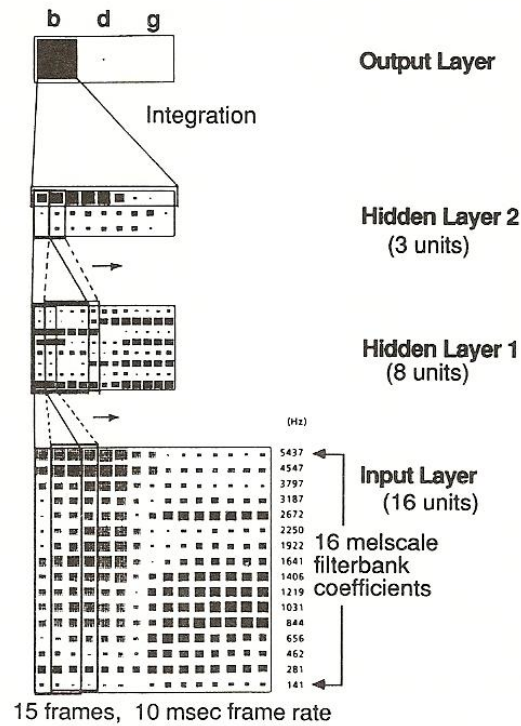 b d g
Output Layer
Integration
Hidden Layer 2
(3 units)
Hidden Layer 1
(8 units)
(Hz)
5437
4547
3797
3187
2672
2250
1922
1641
1406
1219
1031
844
656
462
281
141
Input Layer
(16 units)
16 melscale
filterbank
coefficients
15 frames, 10 msec frame rate